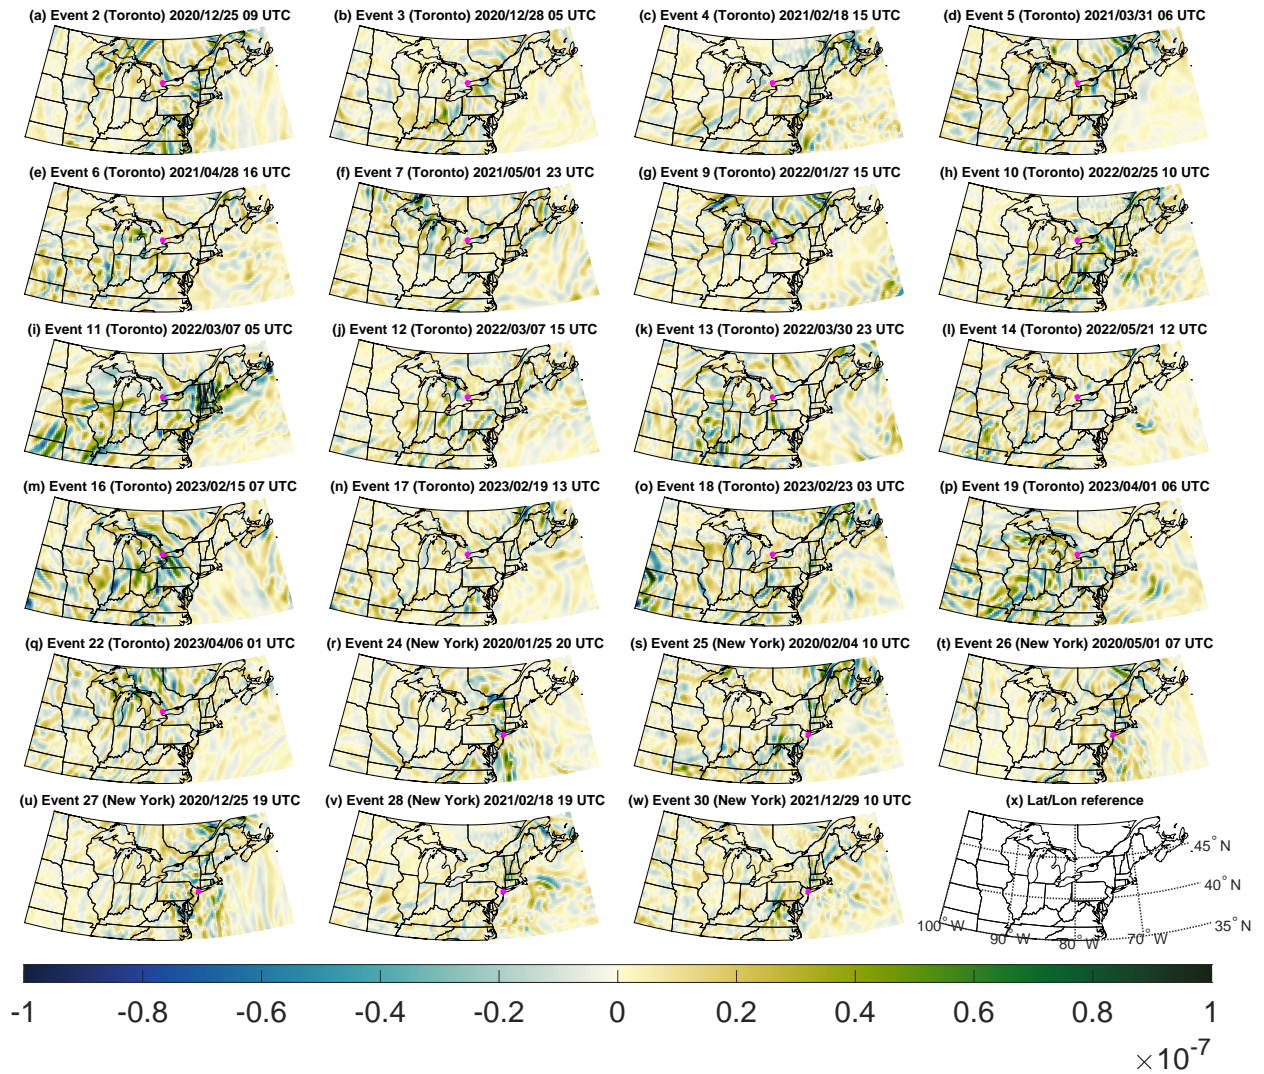 (a) Event 2 (Toronto) 2020/12/25 09 UTC
(b) Event 3 (Toronto) 2020/12/28 05 UTC
(c) Event 4 (Toronto) 2021/02/18 15 UTC
(d) Event 5 (Toronto) 2021/03/31 06 UTC
(e) Event 6 (Toronto) 2021/04/28 16 UTC
(f) Event 7 (Toronto) 2021/05/01 23 UTC
(g) Event 9 (Toronto) 2022/01/27 15 UTC
(h) Event 10 (Toronto) 2022/02/25 10 UTC
(i) Event 11 (Toronto) 2022/03/07 05 UTC
(j) Event 12 (Toronto) 2022/03/07 15 UTC
(k) Event 13 (Toronto) 2022/03/30 23 UTC
(l) Event 14 (Toronto) 2022/05/21 12 UTC
(m) Event 16 (Toronto) 2023/02/15 07 UTC
(n) Event 17 (Toronto) 2023/02/19 13 UTC
(o) Event 18 (Toronto) 2023/02/23 03 UTC
(p) Event 19 (Toronto) 2023/04/01 06 UTC
(q) Event 22 (Toronto) 2023/04/06 01 UTC
(r) Event 24 (New York) 2020/01/25 20 UTC
(s) Event 25 (New York) 2020/02/04 10 UTC
(t) Event 26 (New York) 2020/05/01 07 UTC
(u) Event 27 (New York) 2020/12/25 19 UTC
(v) Event 28 (New York) 2021/02/18 19 UTC
(w) Event 30 (New York) 2021/12/29 10 UTC
(x) Lat/Lon reference
45° N
40° N
35° N
100° W
90° W
80° W
70° W
-1 -0.8 -0.6 -0.4 -0.2 0 0.2 0.4 0.6 0.8 1
×10^-7